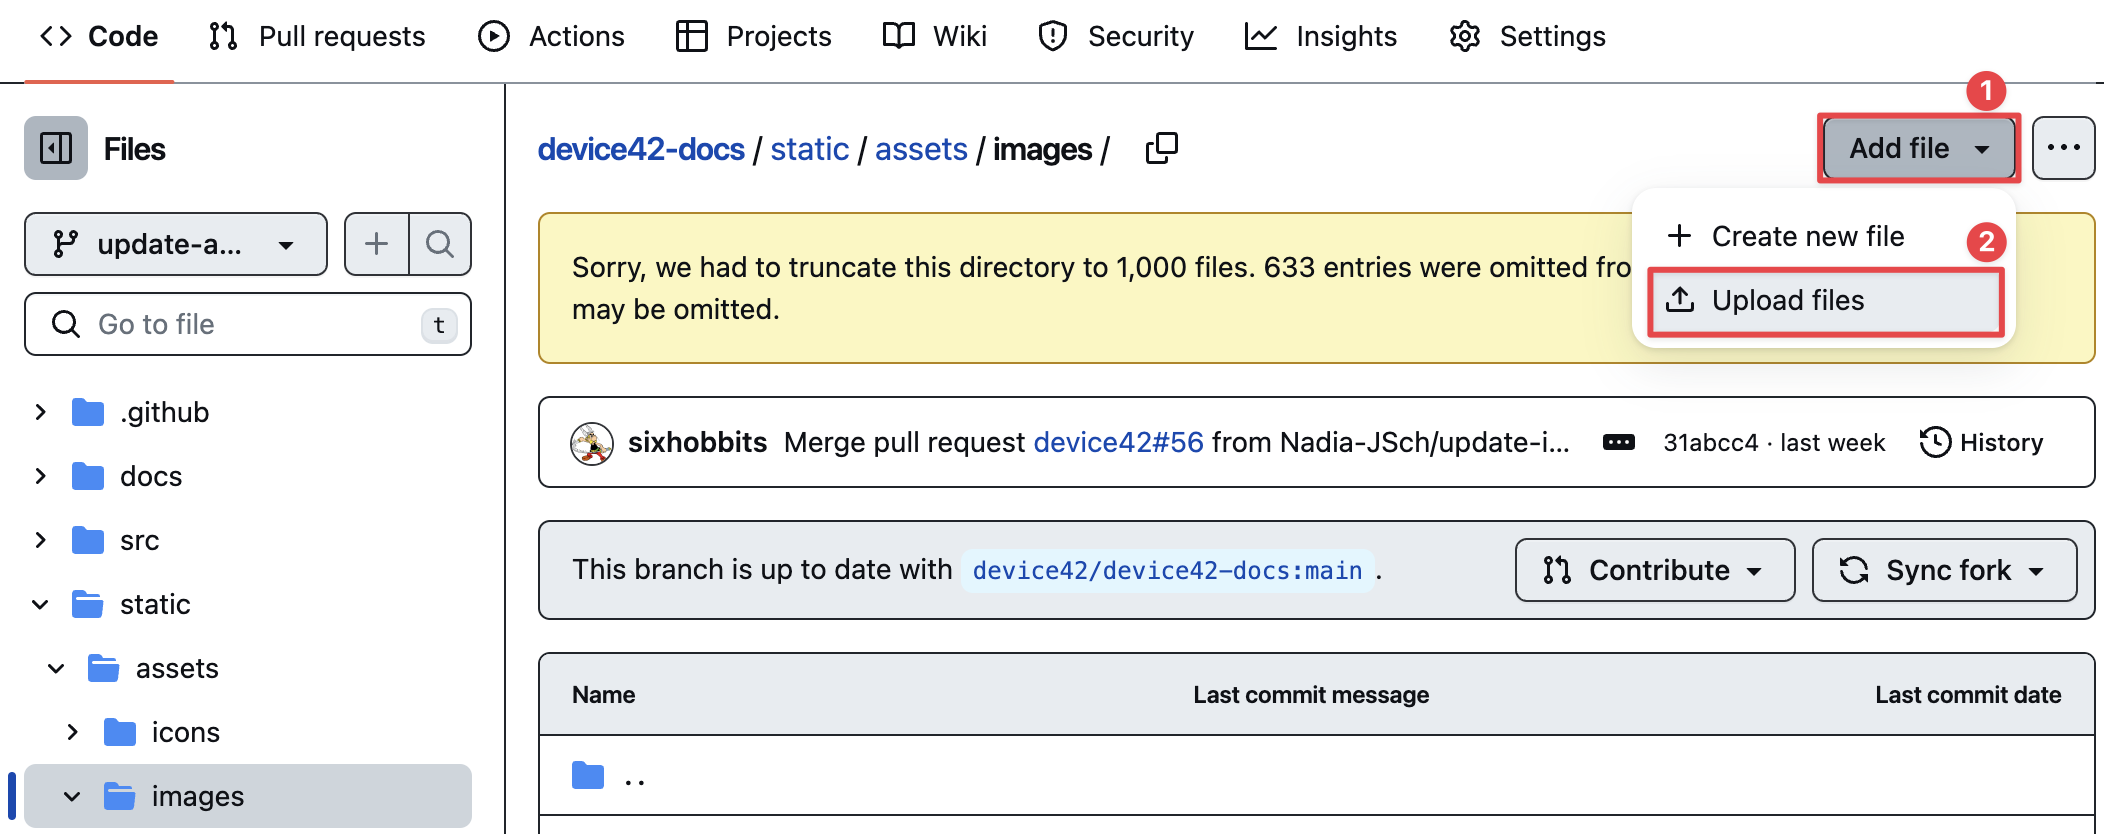 Code Pull requests Actions Projects Wiki Security Insights Settings
Files
update-a...
Go to file t
.github
docs
src
static
assets
icons
images
device42-docs / static / assets / images /
1
Add file
Create new file
2
Upload files
Sorry, we had to truncate this directory to 1,000 files. 633 entries were omitted fro
may be omitted.
sixhobbits Merge pull request device42#56 from Nadia-JSch/update-i... 31abcc4 · last week History
This branch is up to date with device42/device42-docs:main . Contribute Sync fork
Name Last commit message Last commit date
..